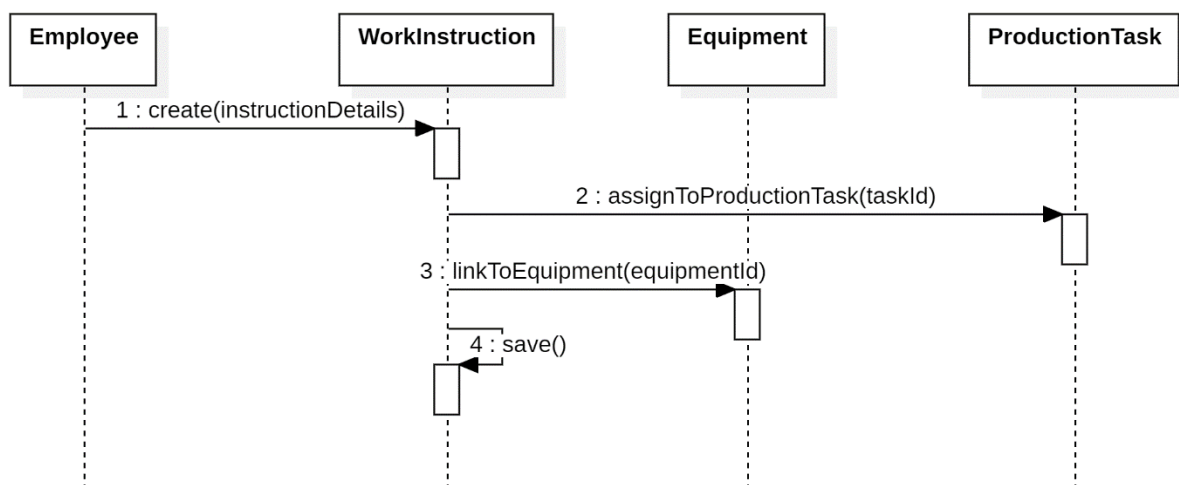 Employee
WorkInstruction
Equipment
ProductionTask
1 : create(instructionDetails)
2 : assignToProductionTask(taskId)
3 : linkToEquipment(equipmentId)
4 : save()